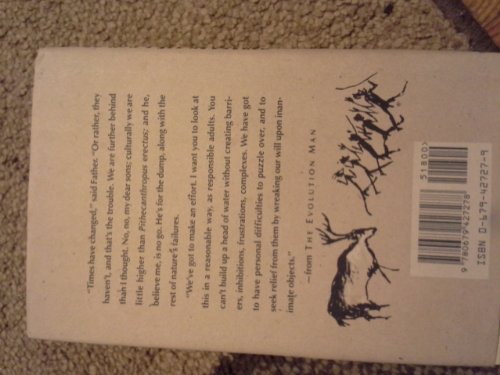 "Times have changed," said Father. "Or rather, they
haven't, and that's the trouble. We are further behind
than I thought. No, no, my dear sons; culturally we are
little higher than Pithecanthropus erectus; and he,
believe me, is no go. He's for the dump, along with the
rest of nature's failures.
"We've got to make an effort. I want you to look at
this in a reasonable way, as responsible adults. You
can't build up a head of water without creating barri-
ers, inhibitions, frustrations, complexes. We have got
to have personal difficulties to puzzle over, and to
seek relief from them by wreaking our will upon inan-
imate objects."
—from THE EVOLUTION MAN
51800>
9 780679 427278
ISBN 0-679-42727-9